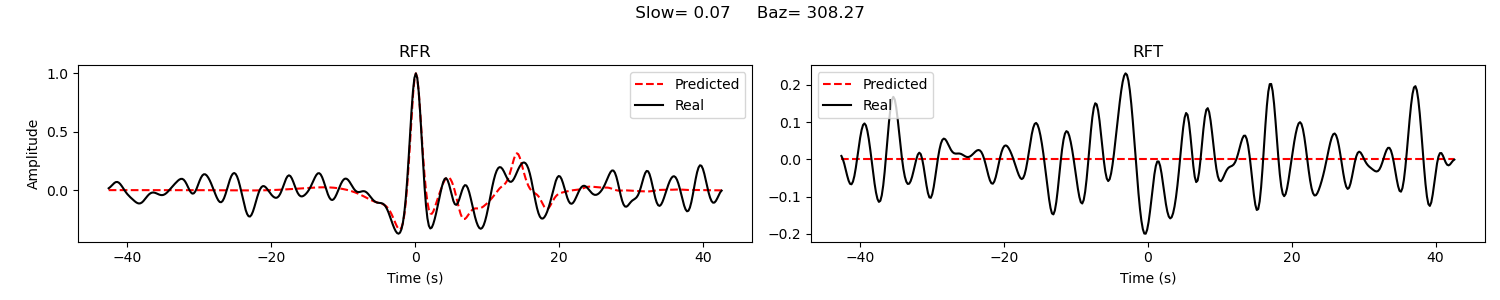 Slow= 0.07 Baz= 308.27
RFR
RFT
Amplitude
1.0
0.5
0.0
Predicted
Real
−40
−20
0
20
40
Time (s)
0.2
0.1
0.0
−0.1
−0.2
Predicted
Real
−40
−20
0
20
40
Time (s)